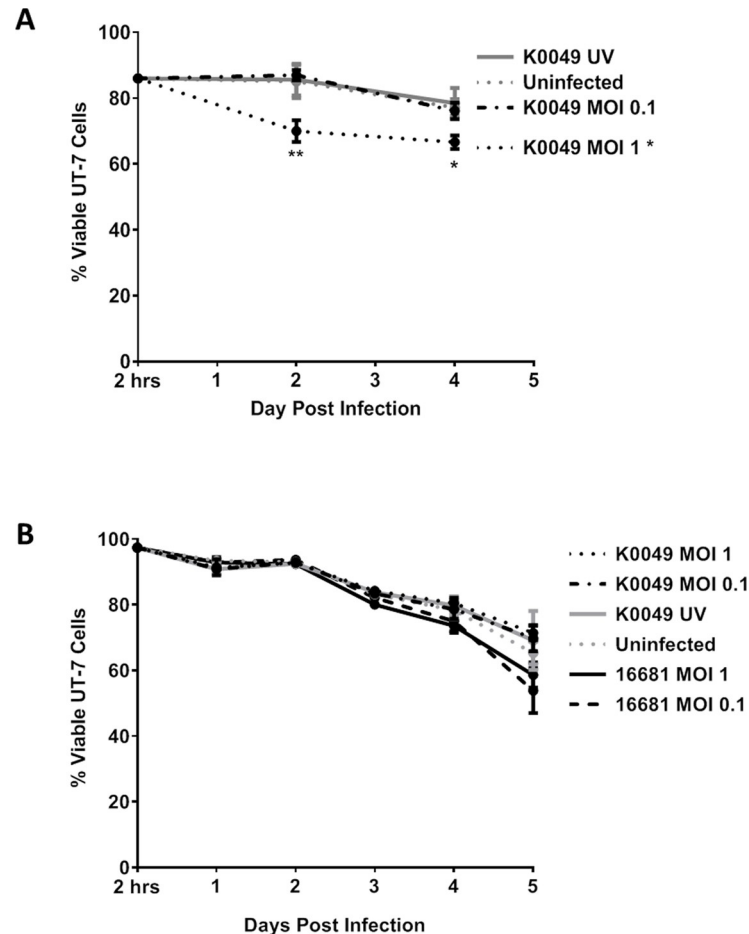 A
100
80
60
40
20
0
% Viable UT-7 Cells
**
*
2 hrs 1 2 3 4 5
Day Post Infection
K0049 UV
Uninfected
K0049 MOI 0.1
K0049 MOI 1 *
B
100
80
60
40
20
0
% Viable UT-7 Cells
2 hrs 1 2 3 4 5
Days Post Infection
K0049 MOI 1
K0049 MOI 0.1
K0049 UV
Uninfected
16681 MOI 1
16681 MOI 0.1